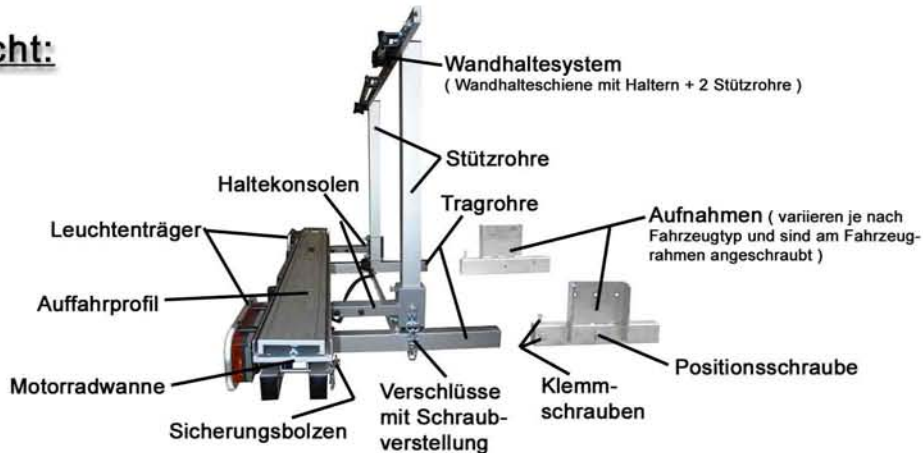 cht:
Wandhaltesystem
( Wandhalteschiene mit Haltern + 2 Stützrohre )
Stützrohre
Haltekonsolen
Tragrohre
Leuchtenträger
Aufnahmen ( variieren je nach
Fahrzeugtyp und sind am Fahrzeug-
rahmen angeschraubt )
Auffahrprofil
Motorradwanne
Sicherungsbolzen
Verschlüsse
mit Schraub-
verstellung
Klemm-
schrauben
Positionsschraube